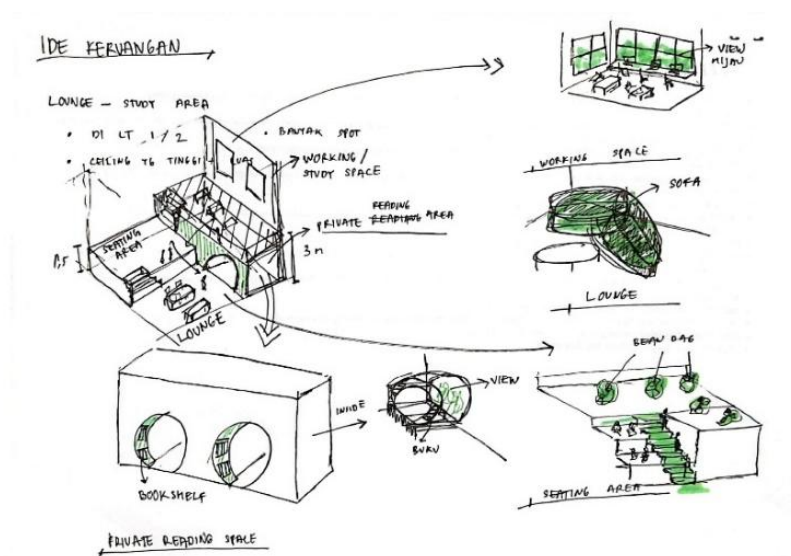 IDE KERUANGAN
LOUNGE – STUDY AREA
• DI LT 1/2
• CEILING YG TINGGI
• BANYAK SPOT
WORKING /
STUDY SPACE
READING
PRIVATE AREA
3 m
SEATING
AREA
1,5
LOUNGE
VIEW
HIJAU
WORKING SPACE
SOFA
LOUNGE
BEAN BAG
SEATING AREA
INSIDE
VIEW
BUKU
BOOKSHELF
PRIVATE READING SPACE